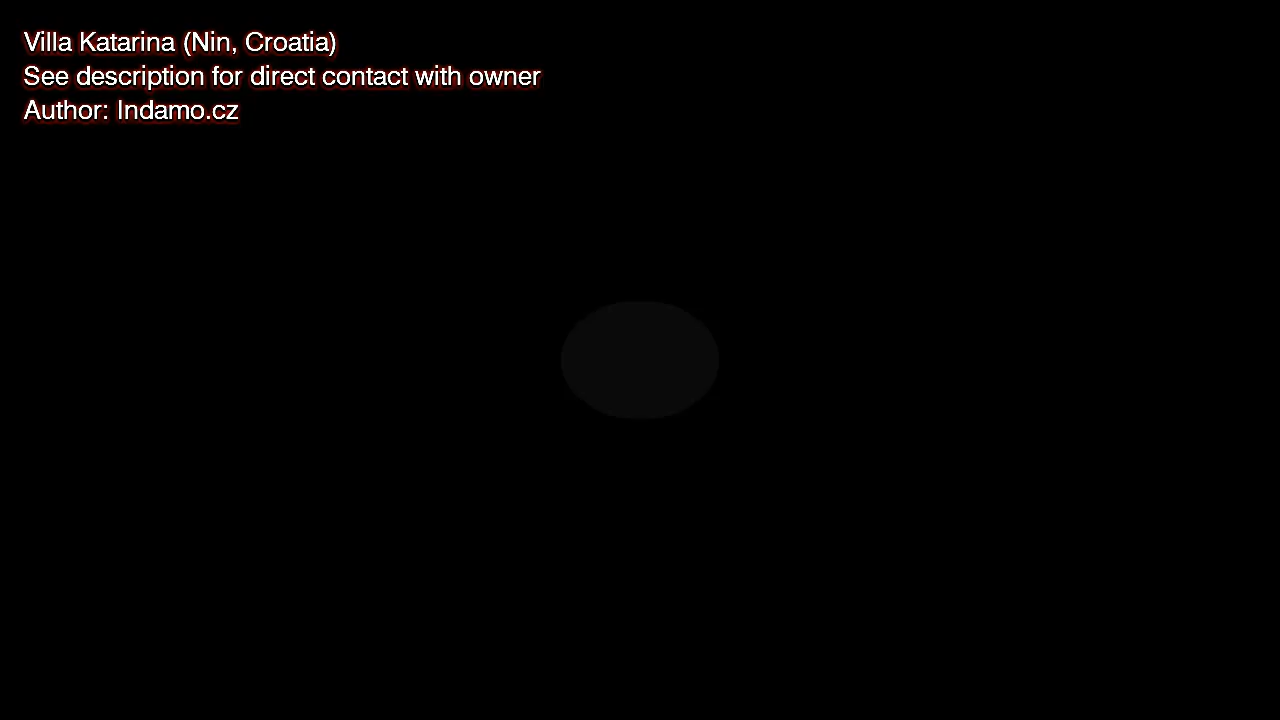 Villa Katarina (Nin, Croatia)
See description for direct contact with owner
Author: Indamo.cz